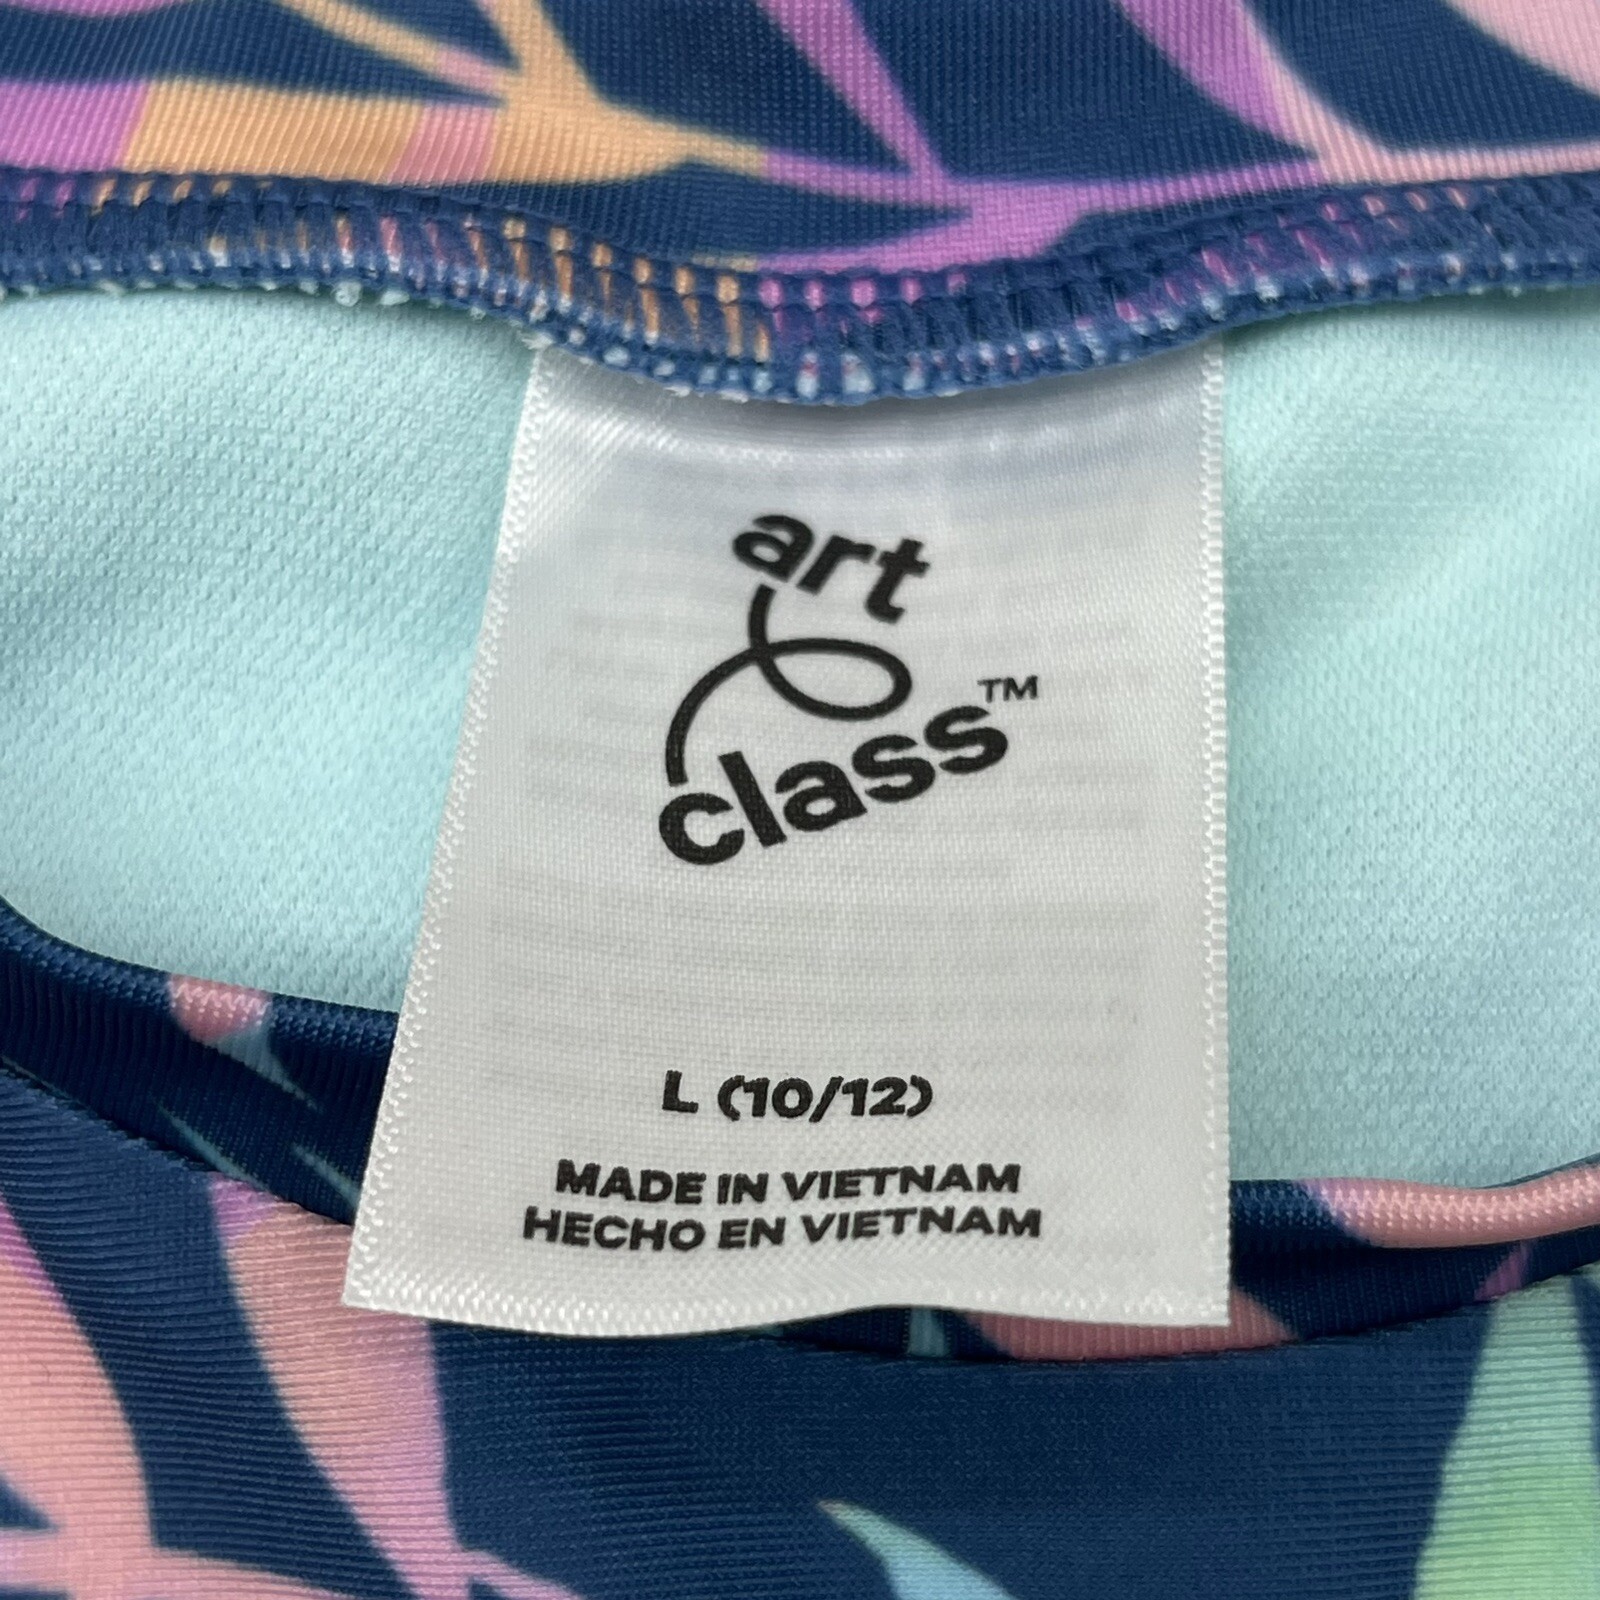 art
class™
L (10/12)
MADE IN VIETNAM
HECHO EN VIETNAM